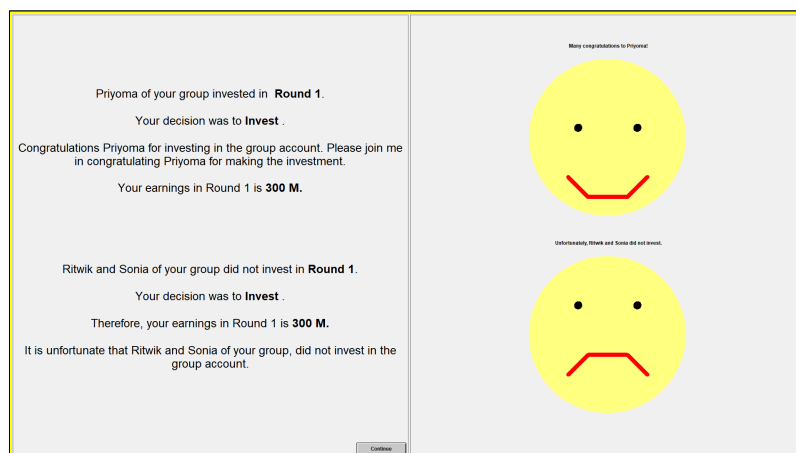 Priyoma of your group invested in Round 1.
Your decision was to Invest .
Congratulations Priyoma for investing in the group account. Please join me
in congratulating Priyoma for making the investment.
Your earnings in Round 1 is 300 M.
Ritwik and Sonia of your group did not invest in Round 1.
Your decision was to Invest .
Therefore, your earnings in Round 1 is 300 M.
It is unfortunate that Ritwik and Sonia of your group, did not invest in the
group account.
Continue
Many congratulations to Priyoma!
Unfortunately, Ritwik and Sonia did not invest.